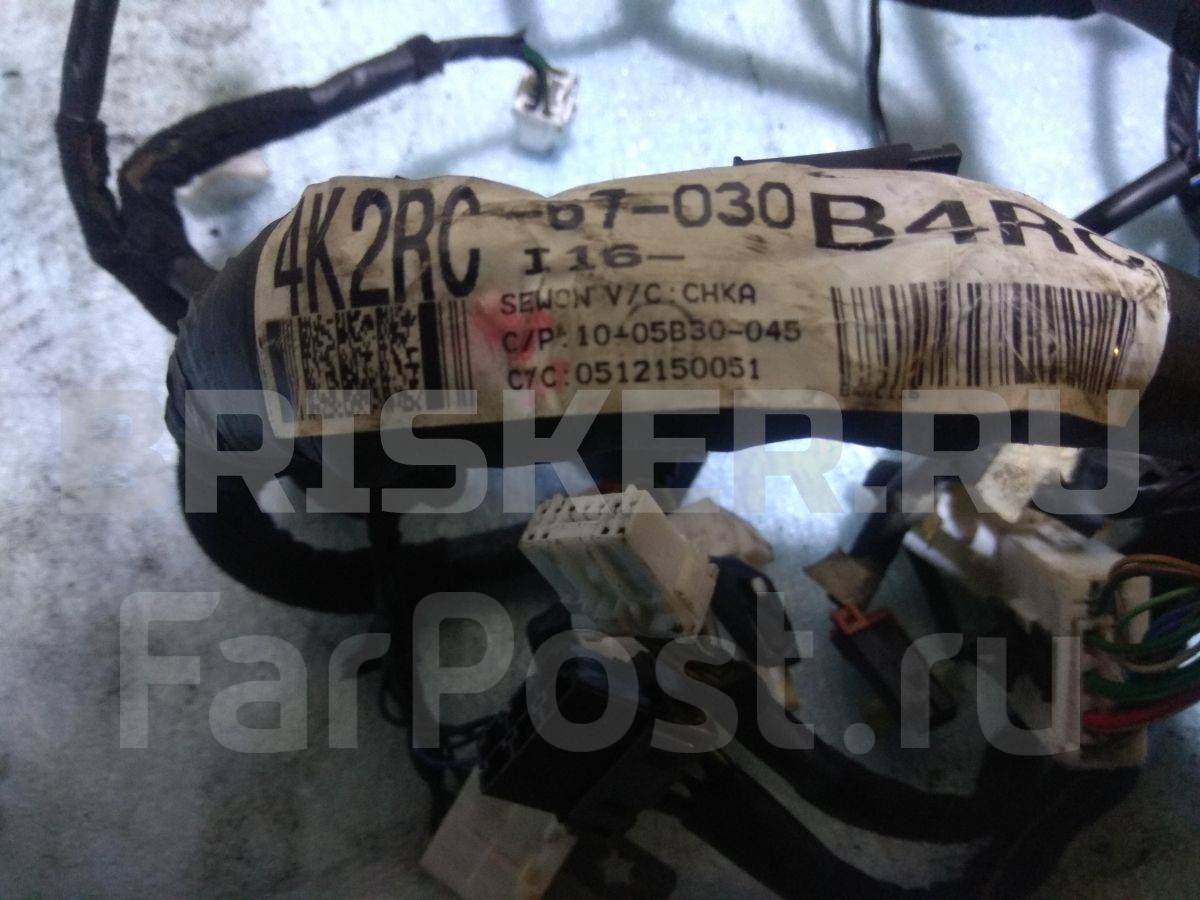 4K2RC -67-030 B4RC
I16-
SEWON V/C:CHKA
C/P:10-05B30-045
C/C:0512150051
BRISKER.RU
FarPost.ru